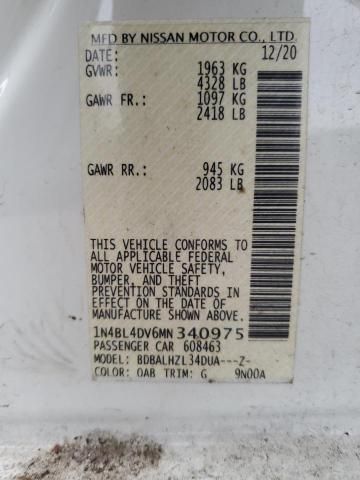 MFD BY NISSAN MOTOR CO., LTD
DATE: 12/20
GVWR: 1963 KG
4328 LB
GAWR FR.: 1097 KG
2418 LB
GAWR RR.: 945 KG
2083 LB
THIS VEHICLE CONFORMS TO
ALL APPLICABLE FEDERAL
MOTOR VEHICLE SAFETY,
BUMPER, AND THEFT
PREVENTION STANDARDS IN
EFFECT ON THE DATE OF
MANUFACTURE SHOWN ABOVE.
1N4BL4DV6MN340975
PASSENGER CAR 608463
MODEL: BDBALHZL34DUA---Z-
COLOR: QAB TRIM: G 9N00A